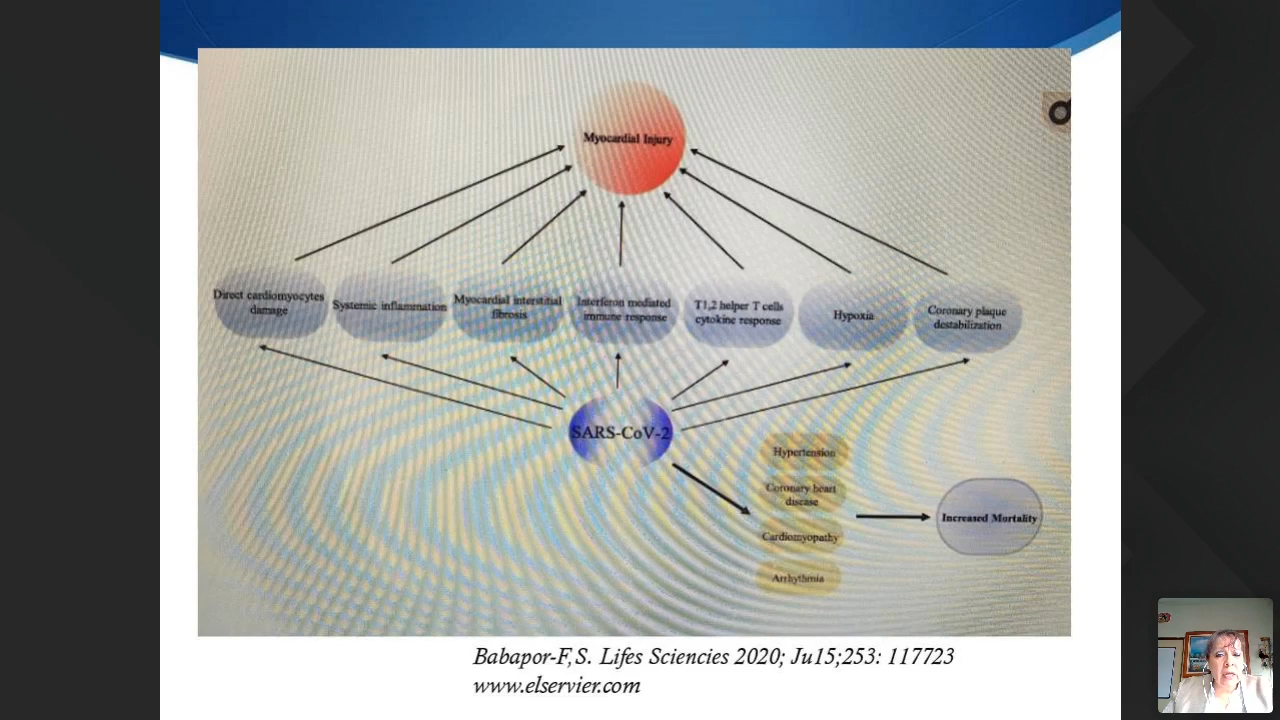 Myocardial Injury
Direct cardiomyocytes
damage
Systemic inflammation
Myocardial interstitial
fibrosis
Interferon mediated
immune response
T1,2 helper T cells
cytokine response
Hypoxia
Coronary plaque
destabilization
SARS-CoV-2
Hypertension
Coronary heart
disease
Cardiomyopathy
Arrhythmia
Increased Mortality
Babapor-F,S. Lifes Sciencies 2020; Ju15;253: 117723
www.elservier.com